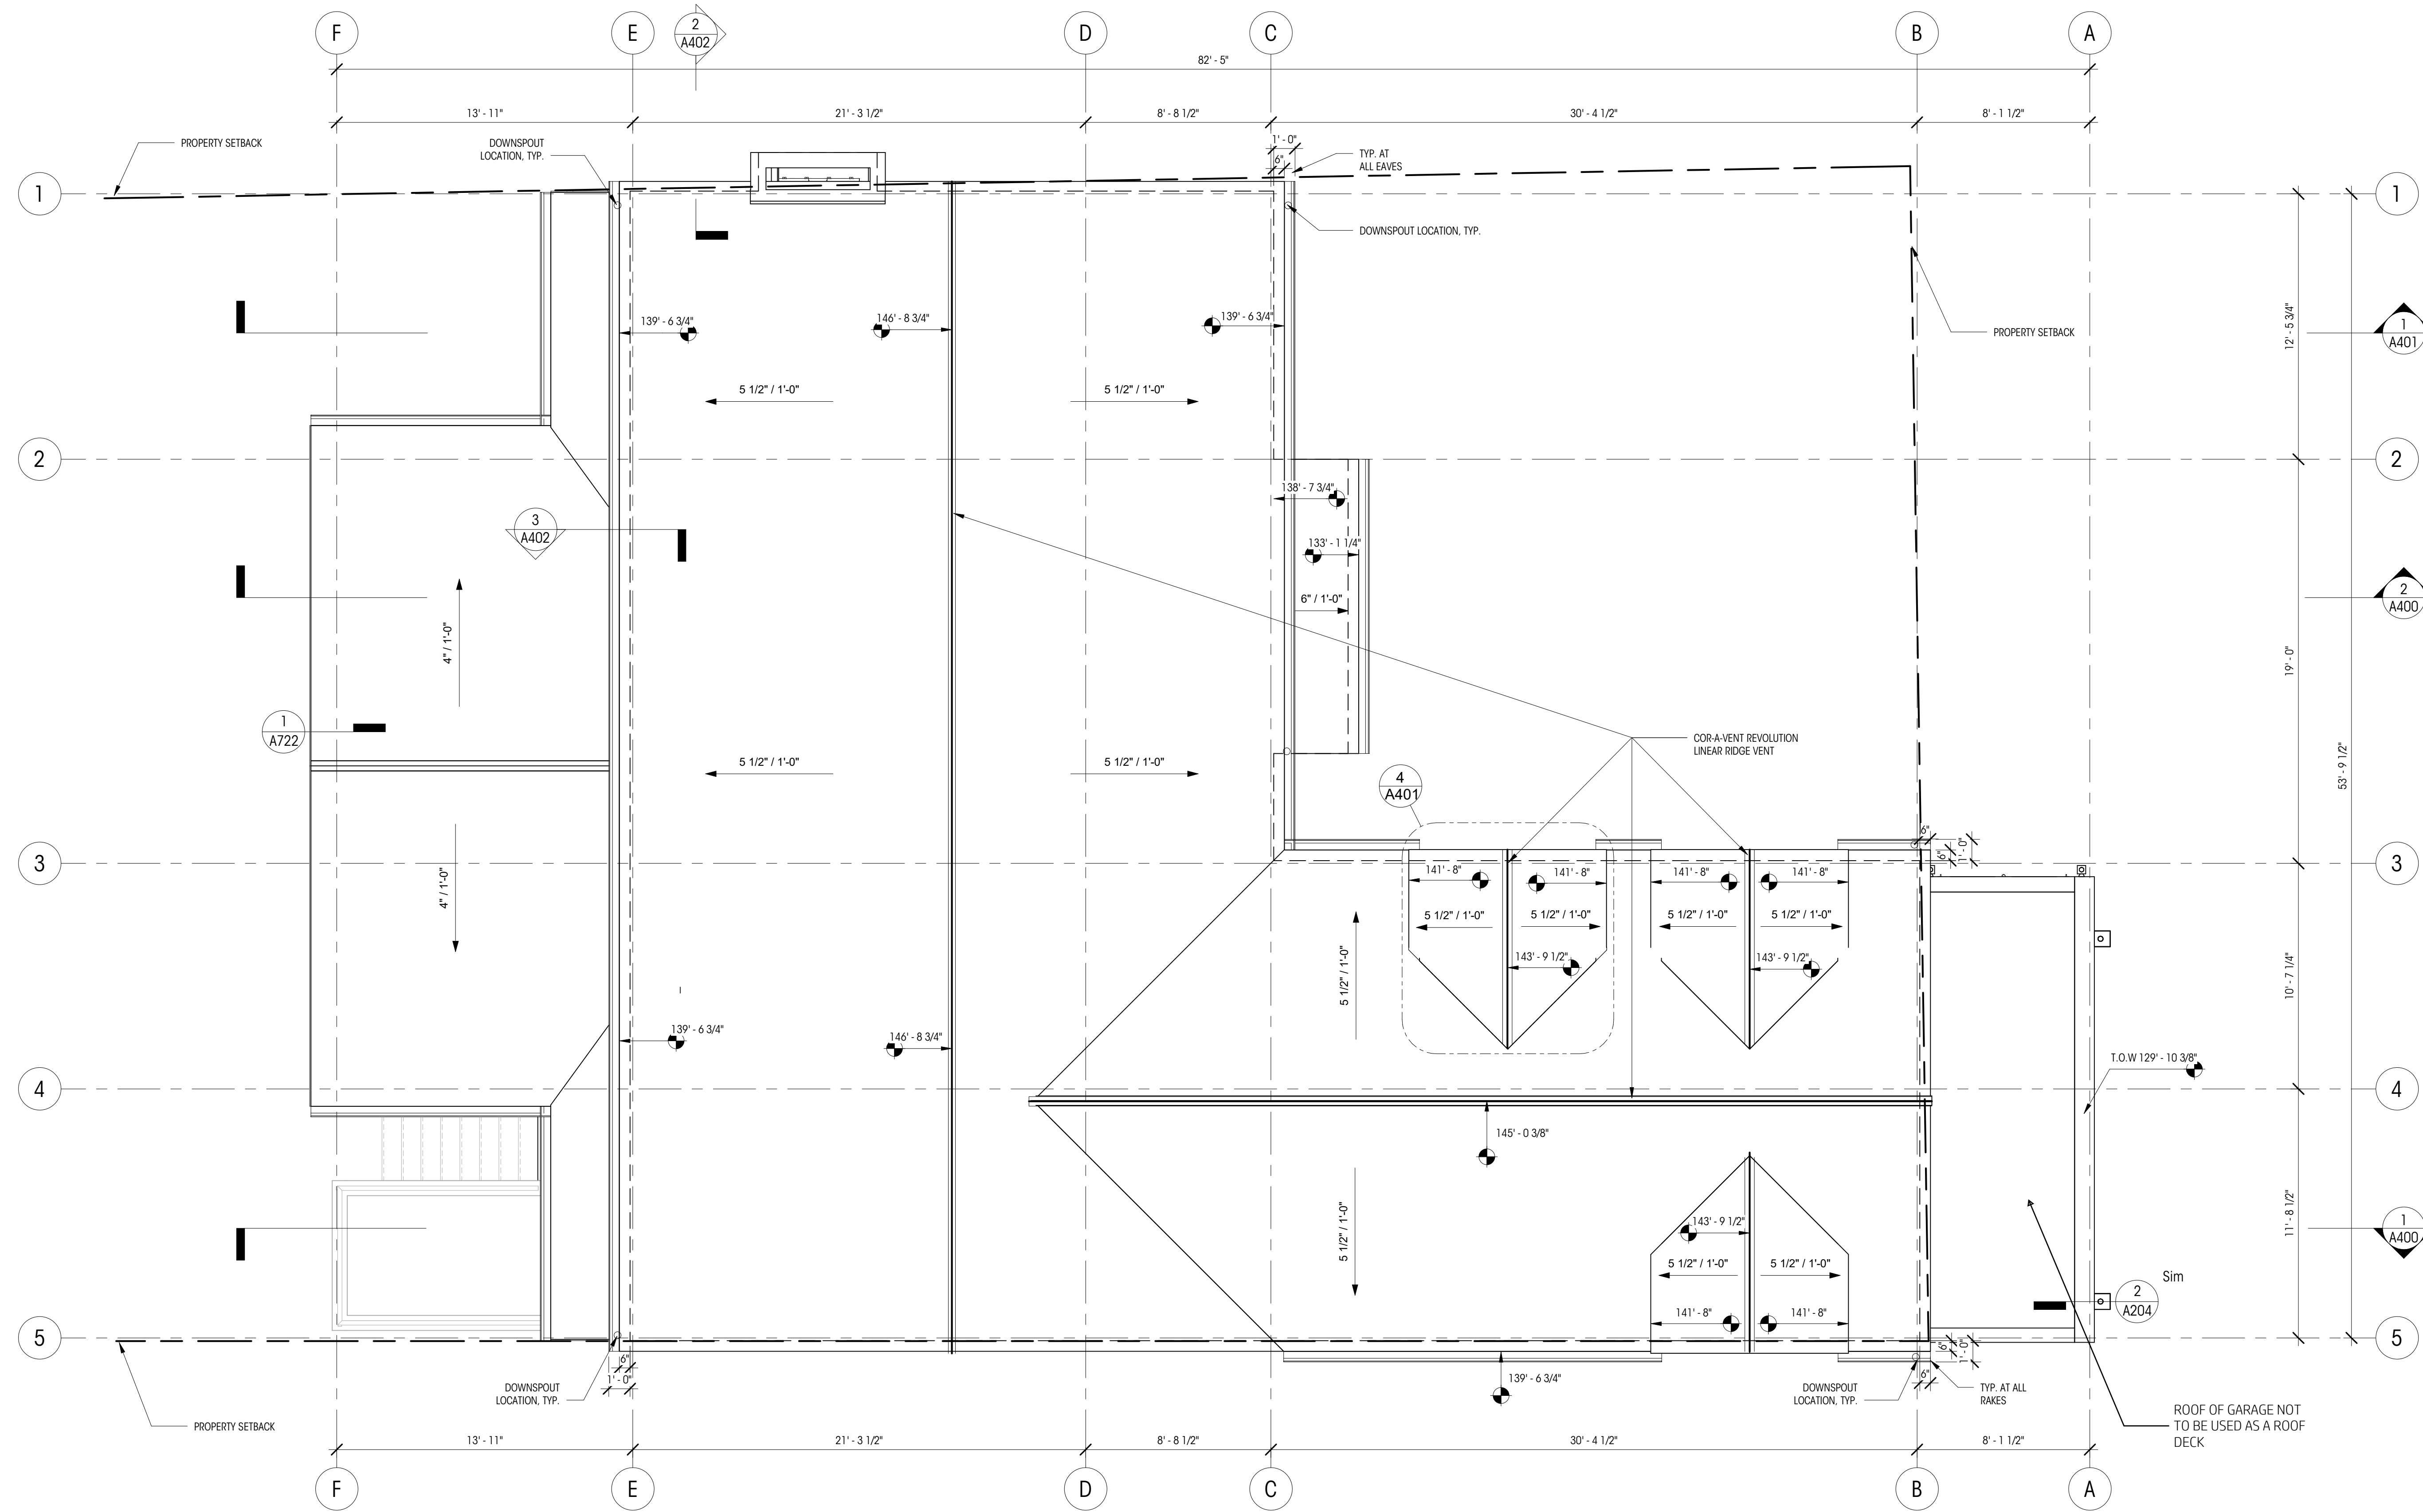 F
E
2
A402
D
C
B
A
82' - 5"
13' - 11"
21' - 3 1/2"
8' - 8 1/2"
30' - 4 1/2"
8' - 1 1/2"
PROPERTY SETBACK
DOWNSPOUT
LOCATION, TYP.
1' - 0"
6"
TYP. AT
ALL EAVES
1
1
DOWNSPOUT LOCATION, TYP.
139' - 6 3/4"
146' - 8 3/4"
139' - 6 3/4"
PROPERTY SETBACK
12' - 5 3/4"
1
A401
5 1/2" / 1'-0"
5 1/2" / 1'-0"
2
2
138' - 7 3/4"
3
A402
133' - 1 1/4"
6" / 1'-0"
2
A400
4" / 1'-0"
19' - 0"
1
A722
COR-A-VENT REVOLUTION
LINEAR RIDGE VENT
5 1/2" / 1'-0"
5 1/2" / 1'-0"
53' - 9 1/2"
4
A401
6"
6"
1' - 0"
3
3
4" / 1'-0"
141' - 8"
141' - 8"
141' - 8"
141' - 8"
5 1/2" / 1'-0"
5 1/2" / 1'-0"
5 1/2" / 1'-0"
5 1/2" / 1'-0"
5 1/2" / 1'-0"
143' - 9 1/2"
143' - 9 1/2"
10' - 7 1/4"
139' - 6 3/4"
146' - 8 3/4"
T.O.W 129' - 10 3/8"
4
4
145' - 0 3/8"
5 1/2" / 1'-0"
143' - 9 1/2"
11' - 8 1/2"
1
A400
5 1/2" / 1'-0"
5 1/2" / 1'-0"
Sim
2
A204
141' - 8"
141' - 8"
5
5
6"
1' - 0"
6"
1' - 0"
6"
139' - 6 3/4"
DOWNSPOUT
LOCATION, TYP.
DOWNSPOUT
LOCATION, TYP.
TYP. AT ALL
RAKES
PROPERTY SETBACK
ROOF OF GARAGE NOT
TO BE USED AS A ROOF
DECK
13' - 11"
21' - 3 1/2"
8' - 8 1/2"
30' - 4 1/2"
8' - 1 1/2"
F
E
D
C
B
A